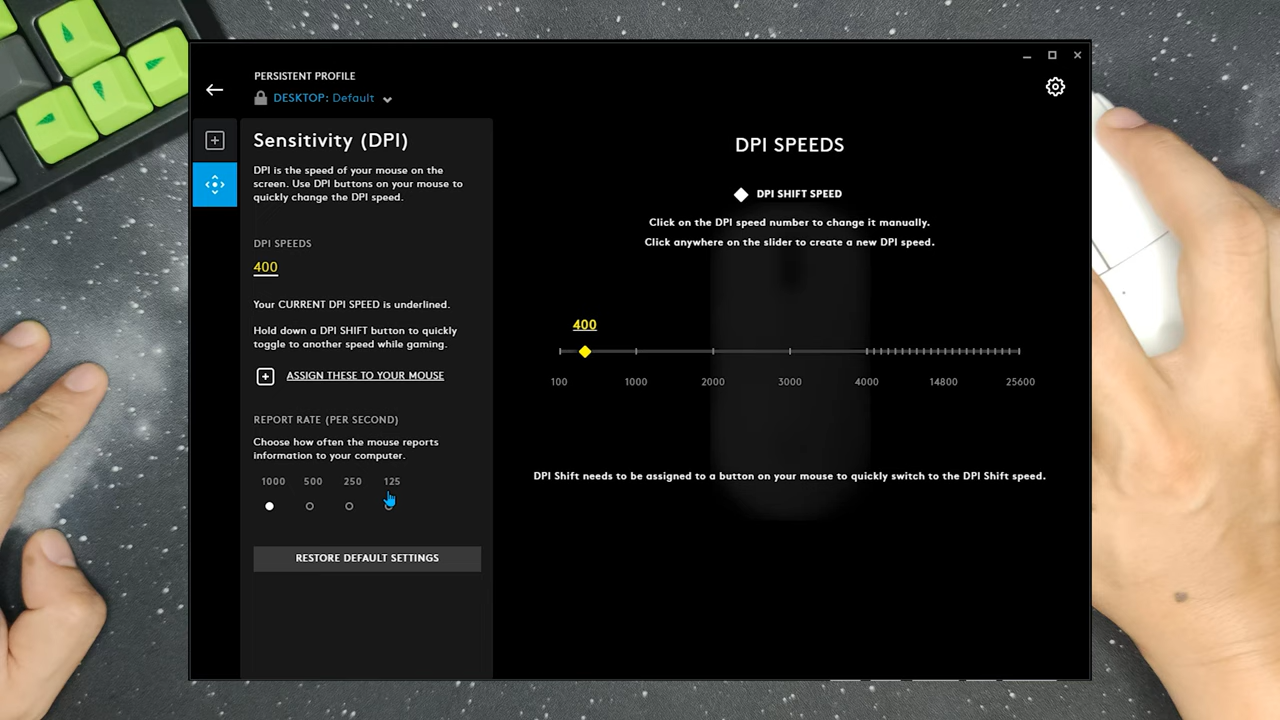 PERSISTENT PROFILE
DESKTOP: Default
Sensitivity (DPI)
DPI is the speed of your mouse on the
screen. Use DPI buttons on your mouse to
quickly change the DPI speed.
DPI SPEEDS
400
Your CURRENT DPI SPEED is underlined.
Hold down a DPI SHIFT button to quickly
toggle to another speed while gaming.
ASSIGN THESE TO YOUR MOUSE
REPORT RATE (PER SECOND)
Choose how often the mouse reports
information to your computer.
1000 500 250 125
RESTORE DEFAULT SETTINGS
DPI SPEEDS
DPI SHIFT SPEED
Click on the DPI speed number to change it manually.
Click anywhere on the slider to create a new DPI speed.
400
100 1000 2000 3000 4000 14800 25600
DPI Shift needs to be assigned to a button on your mouse to quickly switch to the DPI Shift speed.